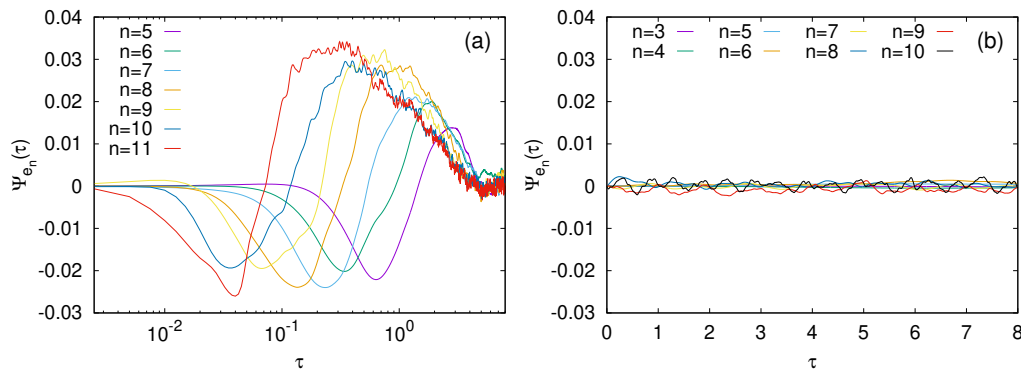 0.04
0.03
0.02
0.01
0
-0.01
-0.02
-0.03
Ψ_{e_n}(τ)
n=5
n=6
n=7
n=8
n=9
n=10
n=11
(a)
10^{-2} 10^{-1} 10^{0}
τ
0.04
0.03
0.02
0.01
0
-0.01
-0.02
-0.03
Ψ_{e_n}(τ)
n=3 n=5 n=7 n=9
n=4 n=6 n=8 n=10
(b)
0 1 2 3 4 5 6 7 8
τ